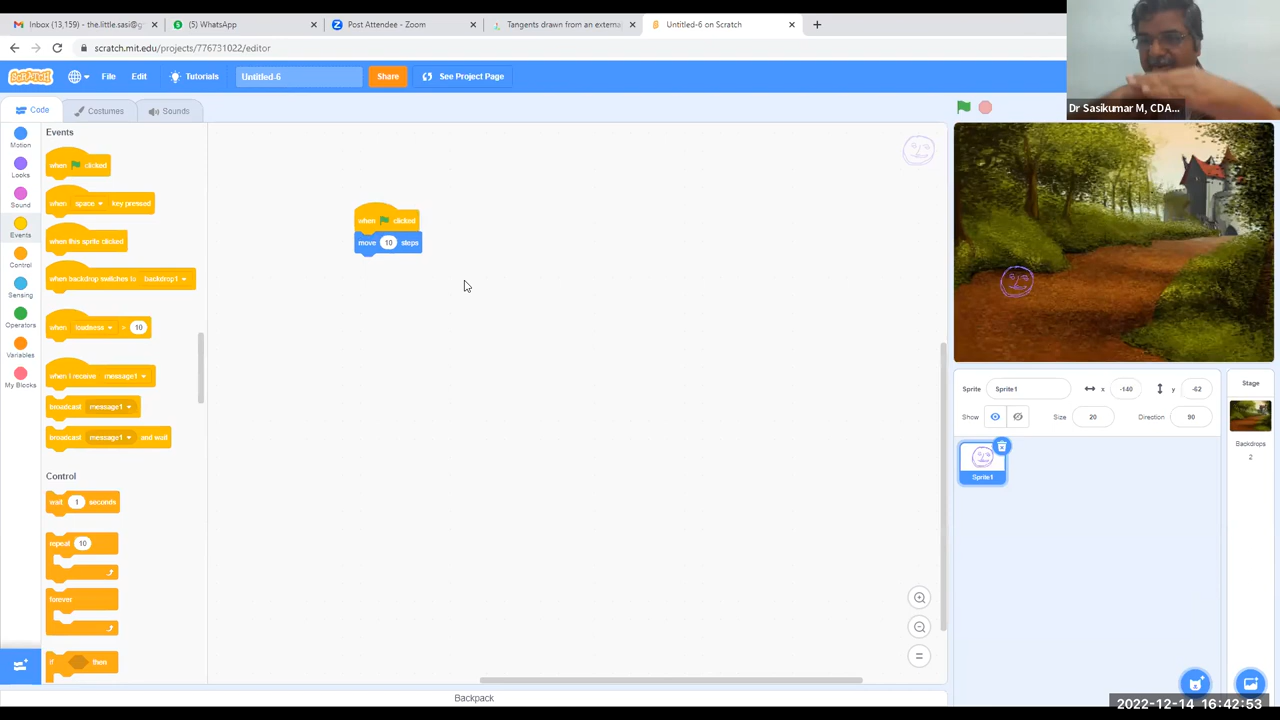 Inbox (13,159) - the.little.sasi@g
(5) WhatsApp
Post Attendee - Zoom
Tangents drawn from an externa
Untitled-6 on Scratch
scratch.mit.edu/projects/776731022/editor
SCRATCH
File
Edit
Tutorials
Untitled-6
Share
See Project Page
Dr Sasikumar M, CDA...
Code
Costumes
Sounds
Motion
Looks
Sound
Events
Control
Sensing
Operators
Variables
My Blocks
Events
when clicked
when space key pressed
when this sprite clicked
when backdrop switches to backdrop1
when loudness > 10
when I receive message1
broadcast message1
broadcast message1 and wait
Control
wait 1 seconds
repeat 10
forever
if then
when clicked
move 10 steps
Sprite Sprite1 x -140 y -62
Show Size 20 Direction 90
Sprite1
Stage
Backdrops
2
Backpack
2022-12-14 16:42:53